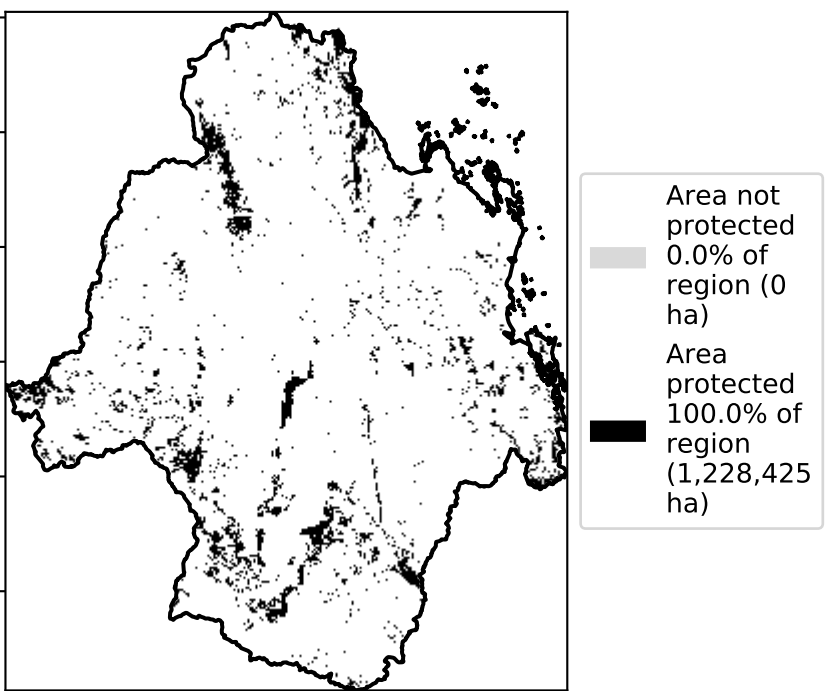 Area not
protected
0.0% of
region (0
ha)
Area
protected
100.0% of
region
(1,228,425
ha)